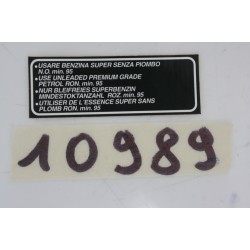 •USARE BENZINA SUPER SENZA PIOMBO
N.O. min. 95
•USE UNLEADED PREMIUM GRADE
PETROL RON. min. 95
•NUR BLEIFREIES SUPERBENZIN
MINDESTOKTANZAHL ROZ. min. 95
•UTILISER DE L'ESSENCE SUPER SANS
PLOMB RON. min. 95
10989